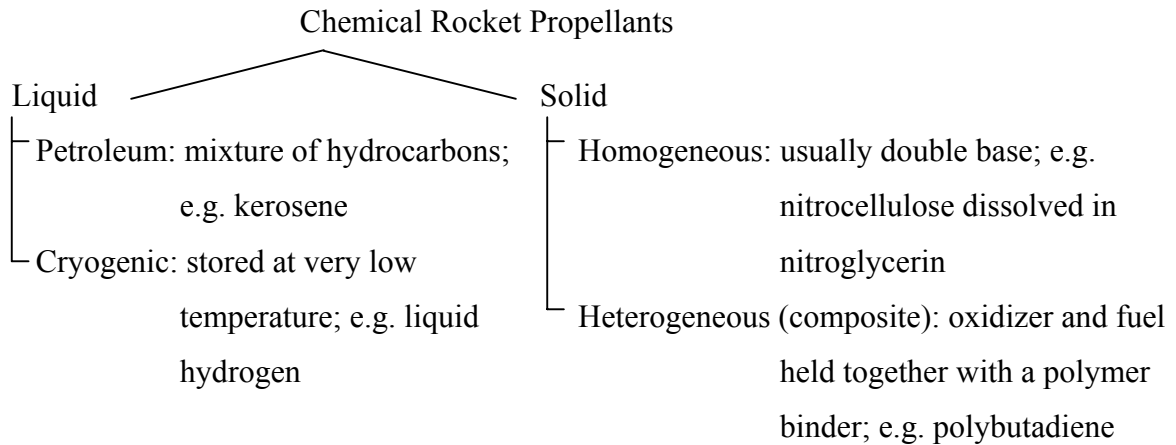 Chemical Rocket Propellants
Liquid
Petroleum: mixture of hydrocarbons;
e.g. kerosene
Cryogenic: stored at very low
temperature; e.g. liquid
hydrogen
Solid
Homogeneous: usually double base; e.g.
nitrocellulose dissolved in
nitroglycerin
Heterogeneous (composite): oxidizer and fuel
held together with a polymer
binder; e.g. polybutadiene